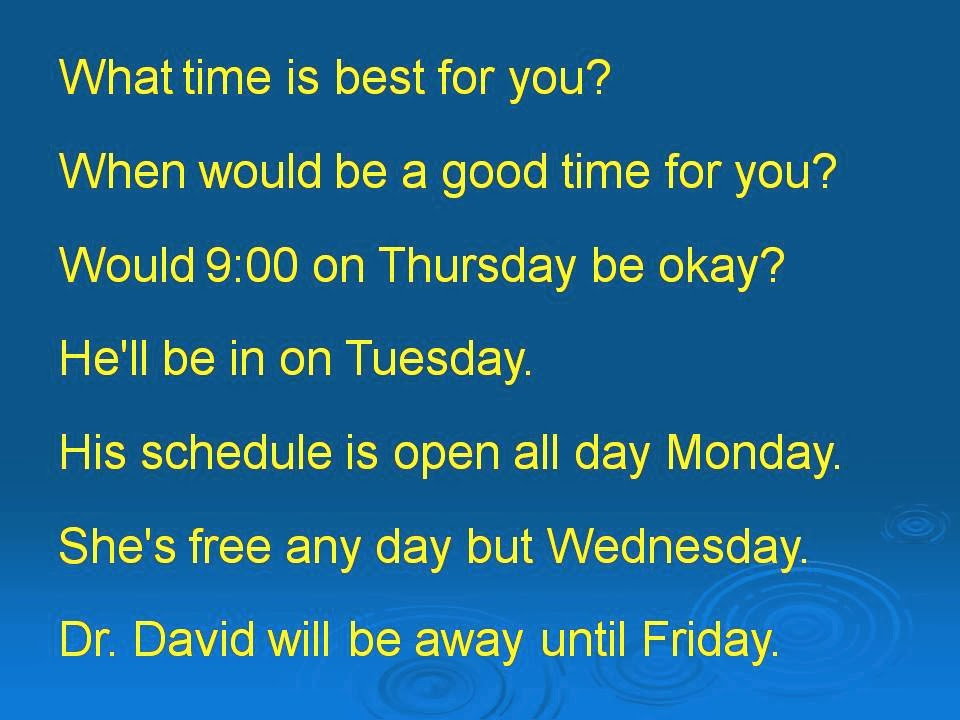 What time is best for you?
When would be a good time for you?
Would 9:00 on Thursday be okay?
He'll be in on Tuesday.
His schedule is open all day Monday.
She's free any day but Wednesday.
Dr. David will be away until Friday.